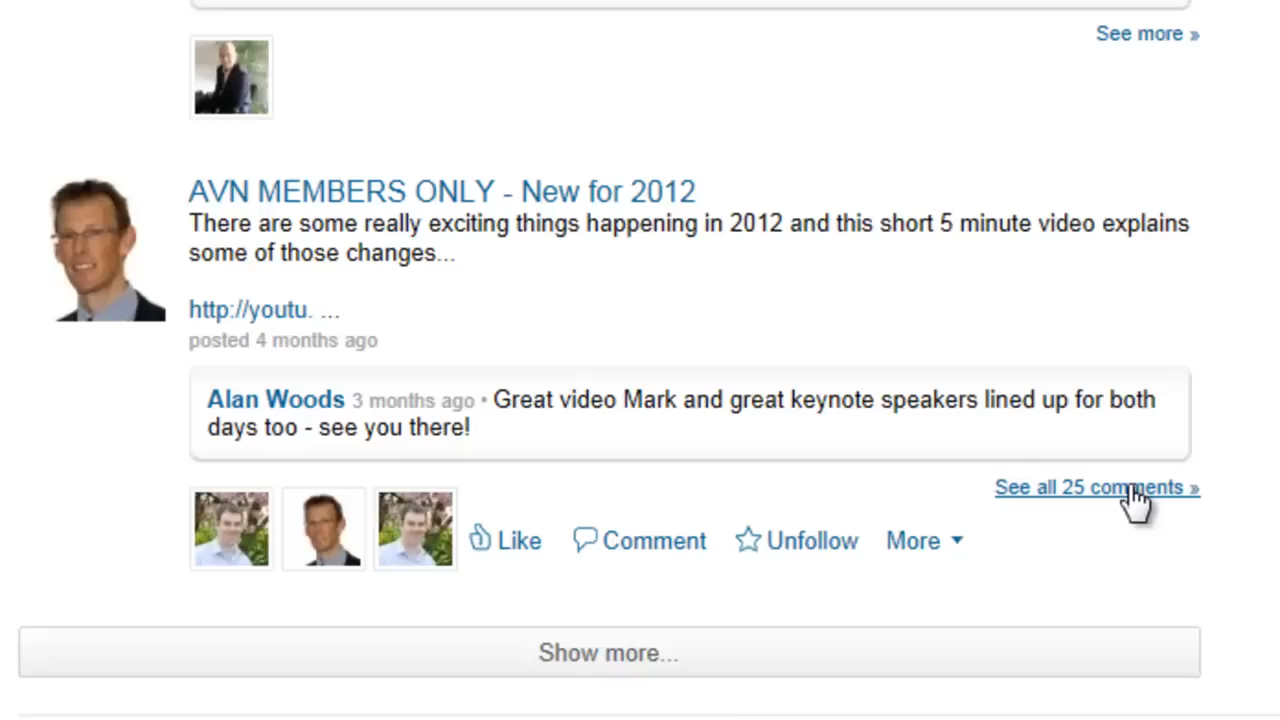 See more »
AVN MEMBERS ONLY - New for 2012
There are some really exciting things happening in 2012 and this short 5 minute video explains
some of those changes...
http://youtu. ...
posted 4 months ago
Alan Woods 3 months ago • Great video Mark and great keynote speakers lined up for both
days too - see you there!
See all 25 comments »
Like Comment Unfollow More
Show more...